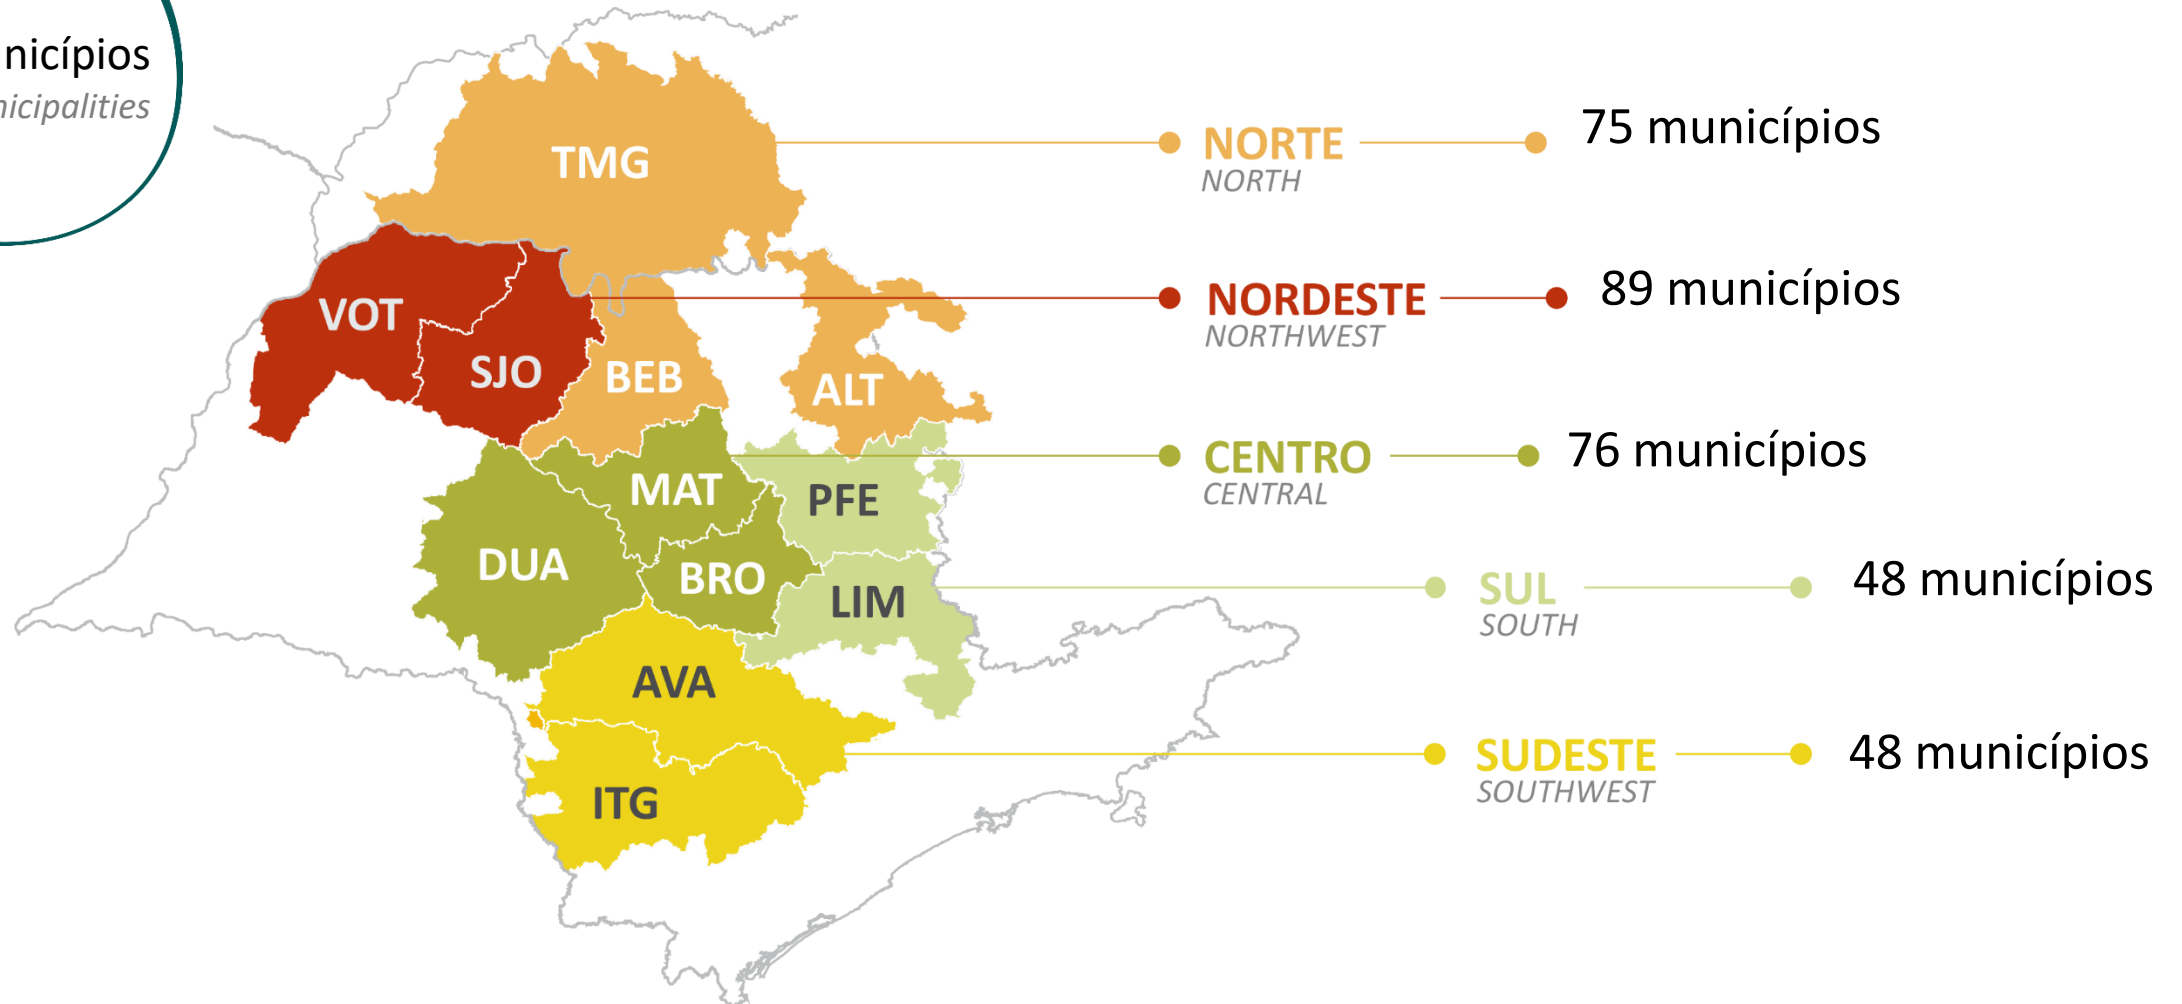 nicípios
nicipalities
TMG
NORTE
NORTH
75 municípios
VOT
SJO
BEB
ALT
NORDESTE
NORTHWEST
89 municípios
MAT
PFE
DUA
BRO
LIM
CENTRO
CENTRAL
76 municípios
SUL
SOUTH
48 municípios
AVA
ITG
SUDESTE
SOUTHWEST
48 municípios